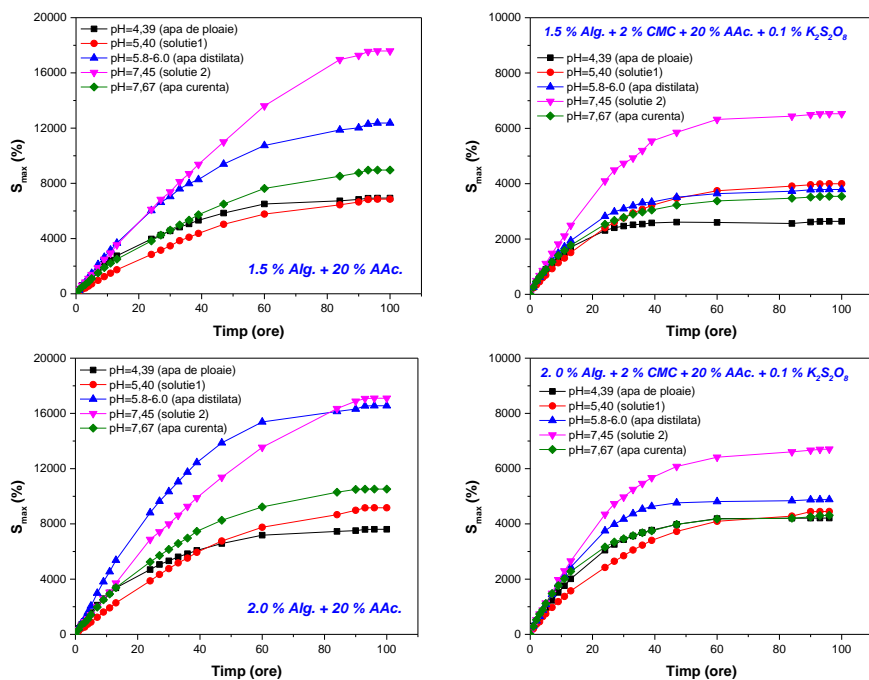 20000
16000
12000
8000
4000
0
S_max (%)
pH=4,39 (apa de ploaie)
pH=5,40 (solutie1)
pH=5.8-6.0 (apa distilata)
pH=7,45 (solutie 2)
pH=7,67 (apa curenta)
1.5 % Alg. + 20 % AAc.
0 20 40 60 80 100
Timp (ore)
1.5 % Alg. + 2 % CMC + 20 % AAc. + 0.1 % K₂S₂O₈
8000
6000
4000
2000
0
S_max (%)
pH=4,39 (apa de ploaie)
pH=5,40 (solutie1)
pH=5.8-6.0 (apa distilata)
pH=7,45 (solutie 2)
pH=7,67 (apa curenta)
0 20 40 60 80 100
Timp (ore)
20000
16000
12000
8000
4000
0
S_max (%)
pH=4,39 (apa de ploaie)
pH=5,40 (solutie1)
pH=5.8-6.0 (apa distilata)
pH=7,45 (solutie 2)
pH=7,67 (apa curenta)
2.0 % Alg. + 20 % AAc.
0 20 40 60 80 100
Timp (ore)
2. 0 % Alg. + 2 % CMC + 20 % AAc. + 0.1 % K₂S₂O₈
10000
8000
6000
4000
2000
0
S_max (%)
pH=4,39 (apa de ploaie)
pH=5,40 (solutie1)
pH=5.8-6.0 (apa distilata)
pH=7,45 (solutie 2)
pH=7,67 (apa curenta)
0 20 40 60 80 100
Timp (ore)